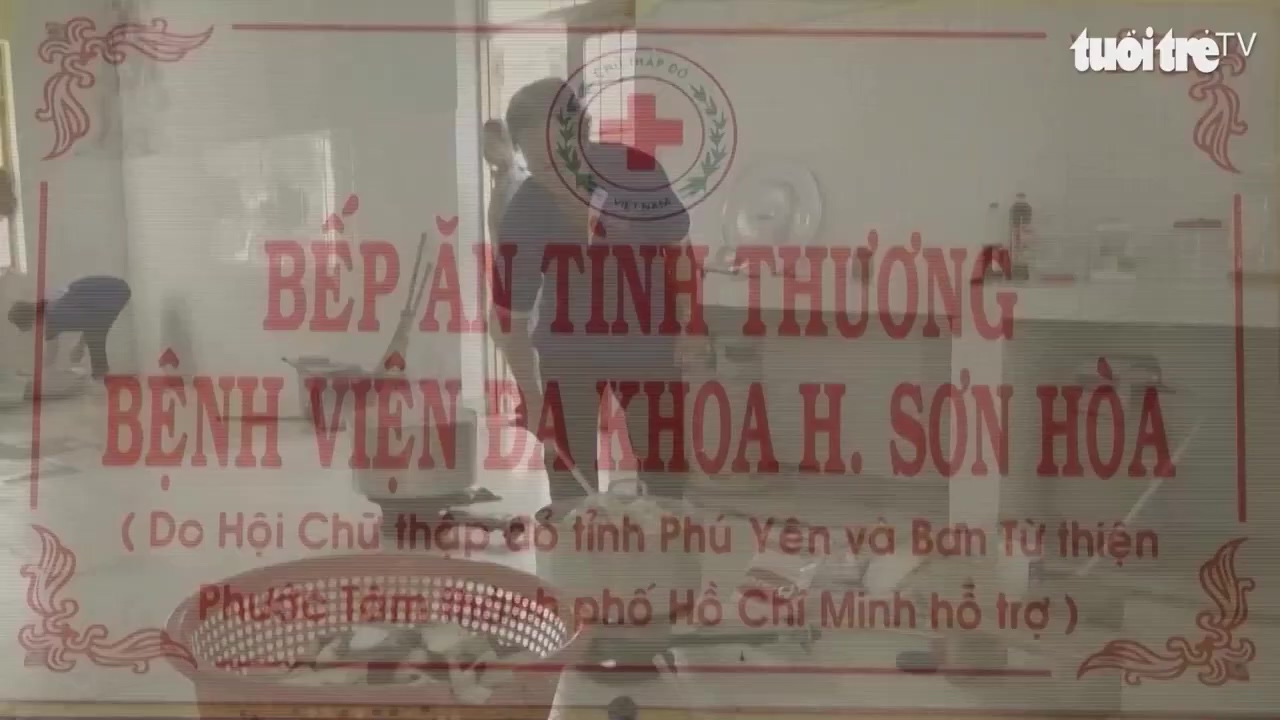 tuổi trẻ TV
CHỮ THẬP ĐỎ
VIỆT NAM
BẾP ĂN TÌNH THƯƠNG
BỆNH VIỆN ĐA KHOA H. SƠN HÒA
( Do Hội Chữ thập đỏ tỉnh Phú Yên và Ban Từ thiện
Phước Tâm thành phố Hồ Chí Minh hỗ trợ )